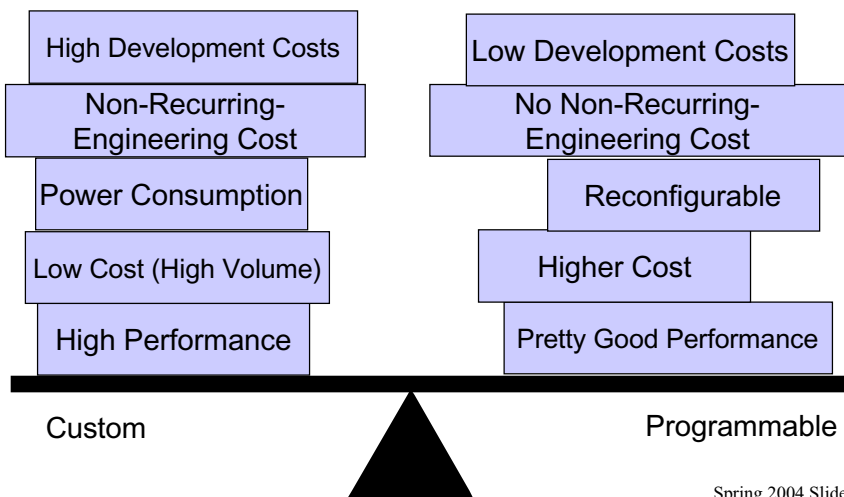 High Development Costs
Non-Recurring-
Engineering Cost
Power Consumption
Low Cost (High Volume)
High Performance
Low Development Costs
No Non-Recurring-
Engineering Cost
Reconfigurable
Higher Cost
Pretty Good Performance
Custom
Programmable
Spring 2004 Slide